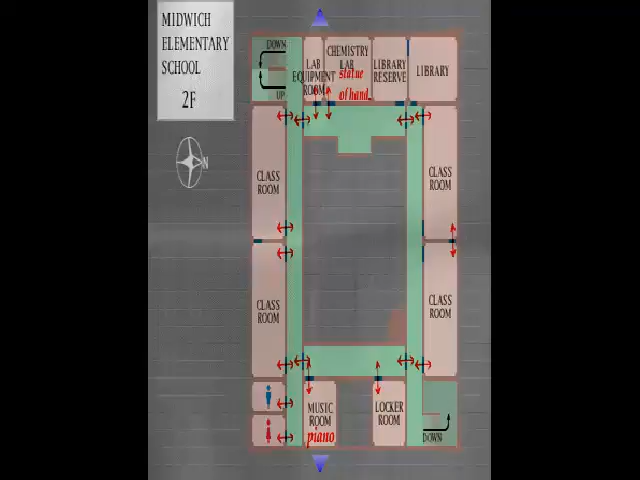 MIDWICH
ELEMENTARY
SCHOOL
2F
N
DOWN
UP
LAB
EQUIPMENT
ROOM
CHEMISTRY
LAB
statue
of hand
LIBRARY
RESERVE
LIBRARY
CLASS
ROOM
CLASS
ROOM
CLASS
ROOM
CLASS
ROOM
MUSIC
ROOM
piano
LOCKER
ROOM
DOWN